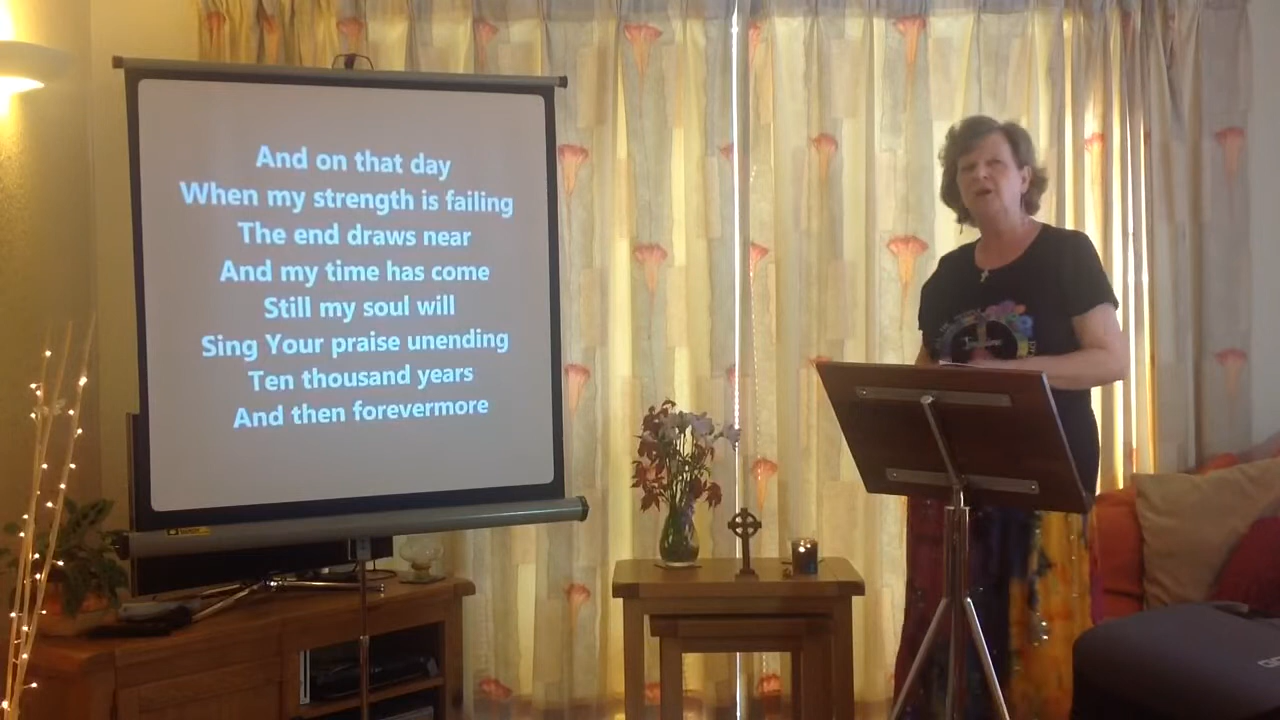 And on that day
When my strength is failing
The end draws near
And my time has come
Still my soul will
Sing Your praise unending
Ten thousand years
And then forevermore